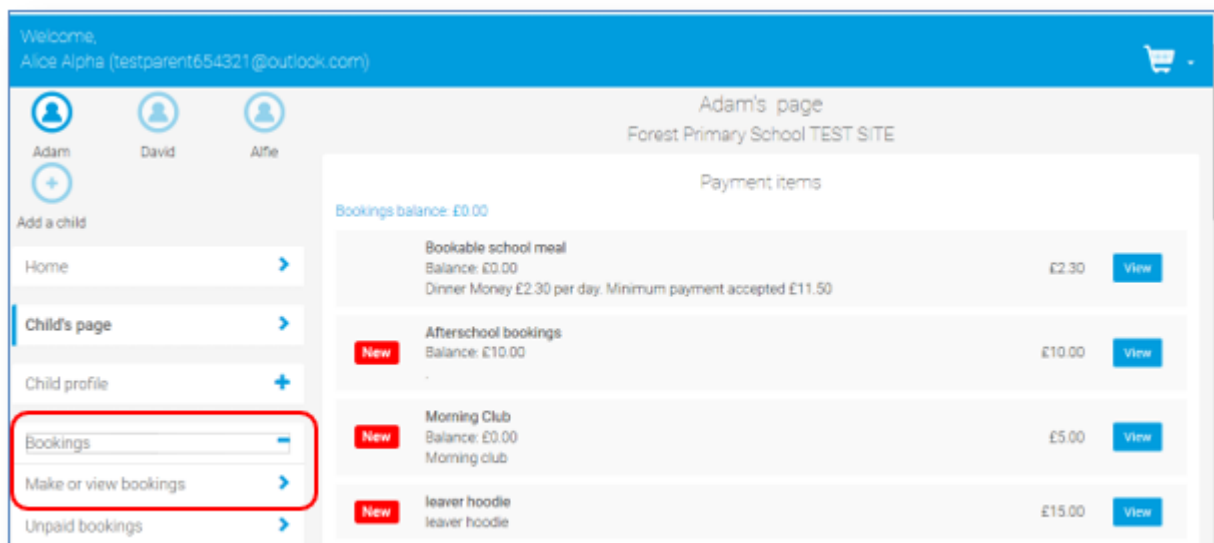 Welcome,
Alice Alpha (testparent654321@outlook.com)
Adam
David
Alfie
Add a child
Home
Child's page
Child profile
Bookings
Make or view bookings
Unpaid bookings
Adam's page
Forest Primary School TEST SITE
Payment items
Bookings balance: £0.00
Bookable school meal
Balance: £0.00
Dinner Money £2.30 per day. Minimum payment accepted £11.50
£2.30
View
New
Afterschool bookings
Balance: £10.00
.
£10.00
View
New
Morning Club
Balance: £0.00
Morning club
£5.00
View
New
leaver hoodie
leaver hoodie
£15.00
View